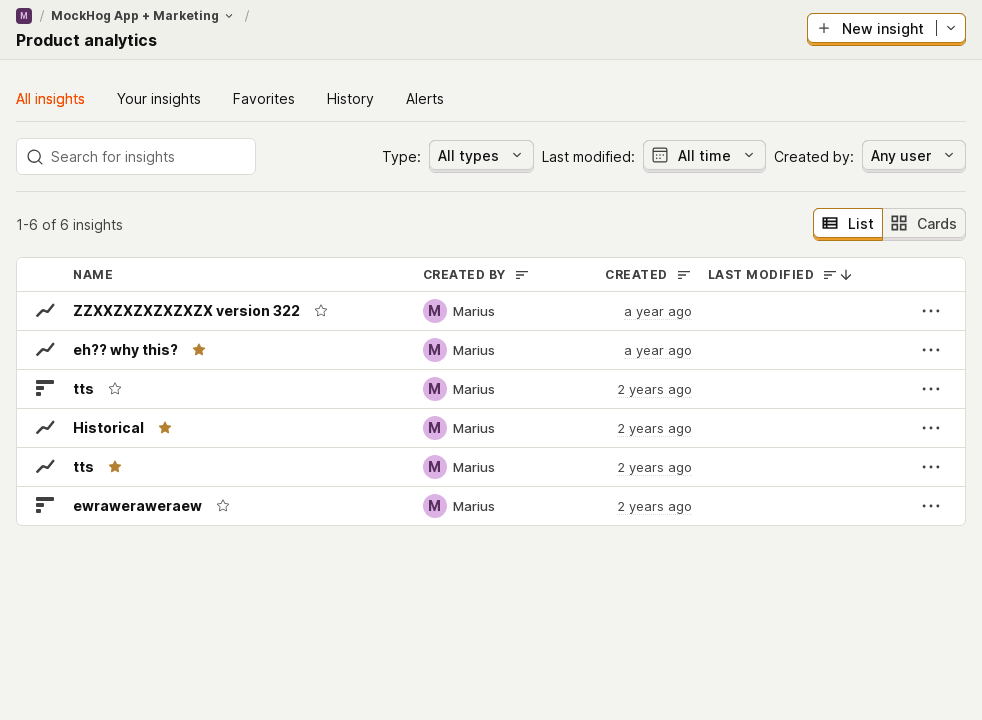 M / MockHog App + Marketing /
Product analytics
New insight
All insights Your insights Favorites History Alerts
Search for insights Type: All types Last modified: All time Created by: Any user
1-6 of 6 insights List Cards
NAME CREATED BY CREATED LAST MODIFIED
ZZXXZXZXZXZXZX version 322 M Marius a year ago
eh?? why this? M Marius a year ago
tts M Marius 2 years ago
Historical M Marius 2 years ago
tts M Marius 2 years ago
ewraweraweraew M Marius 2 years ago